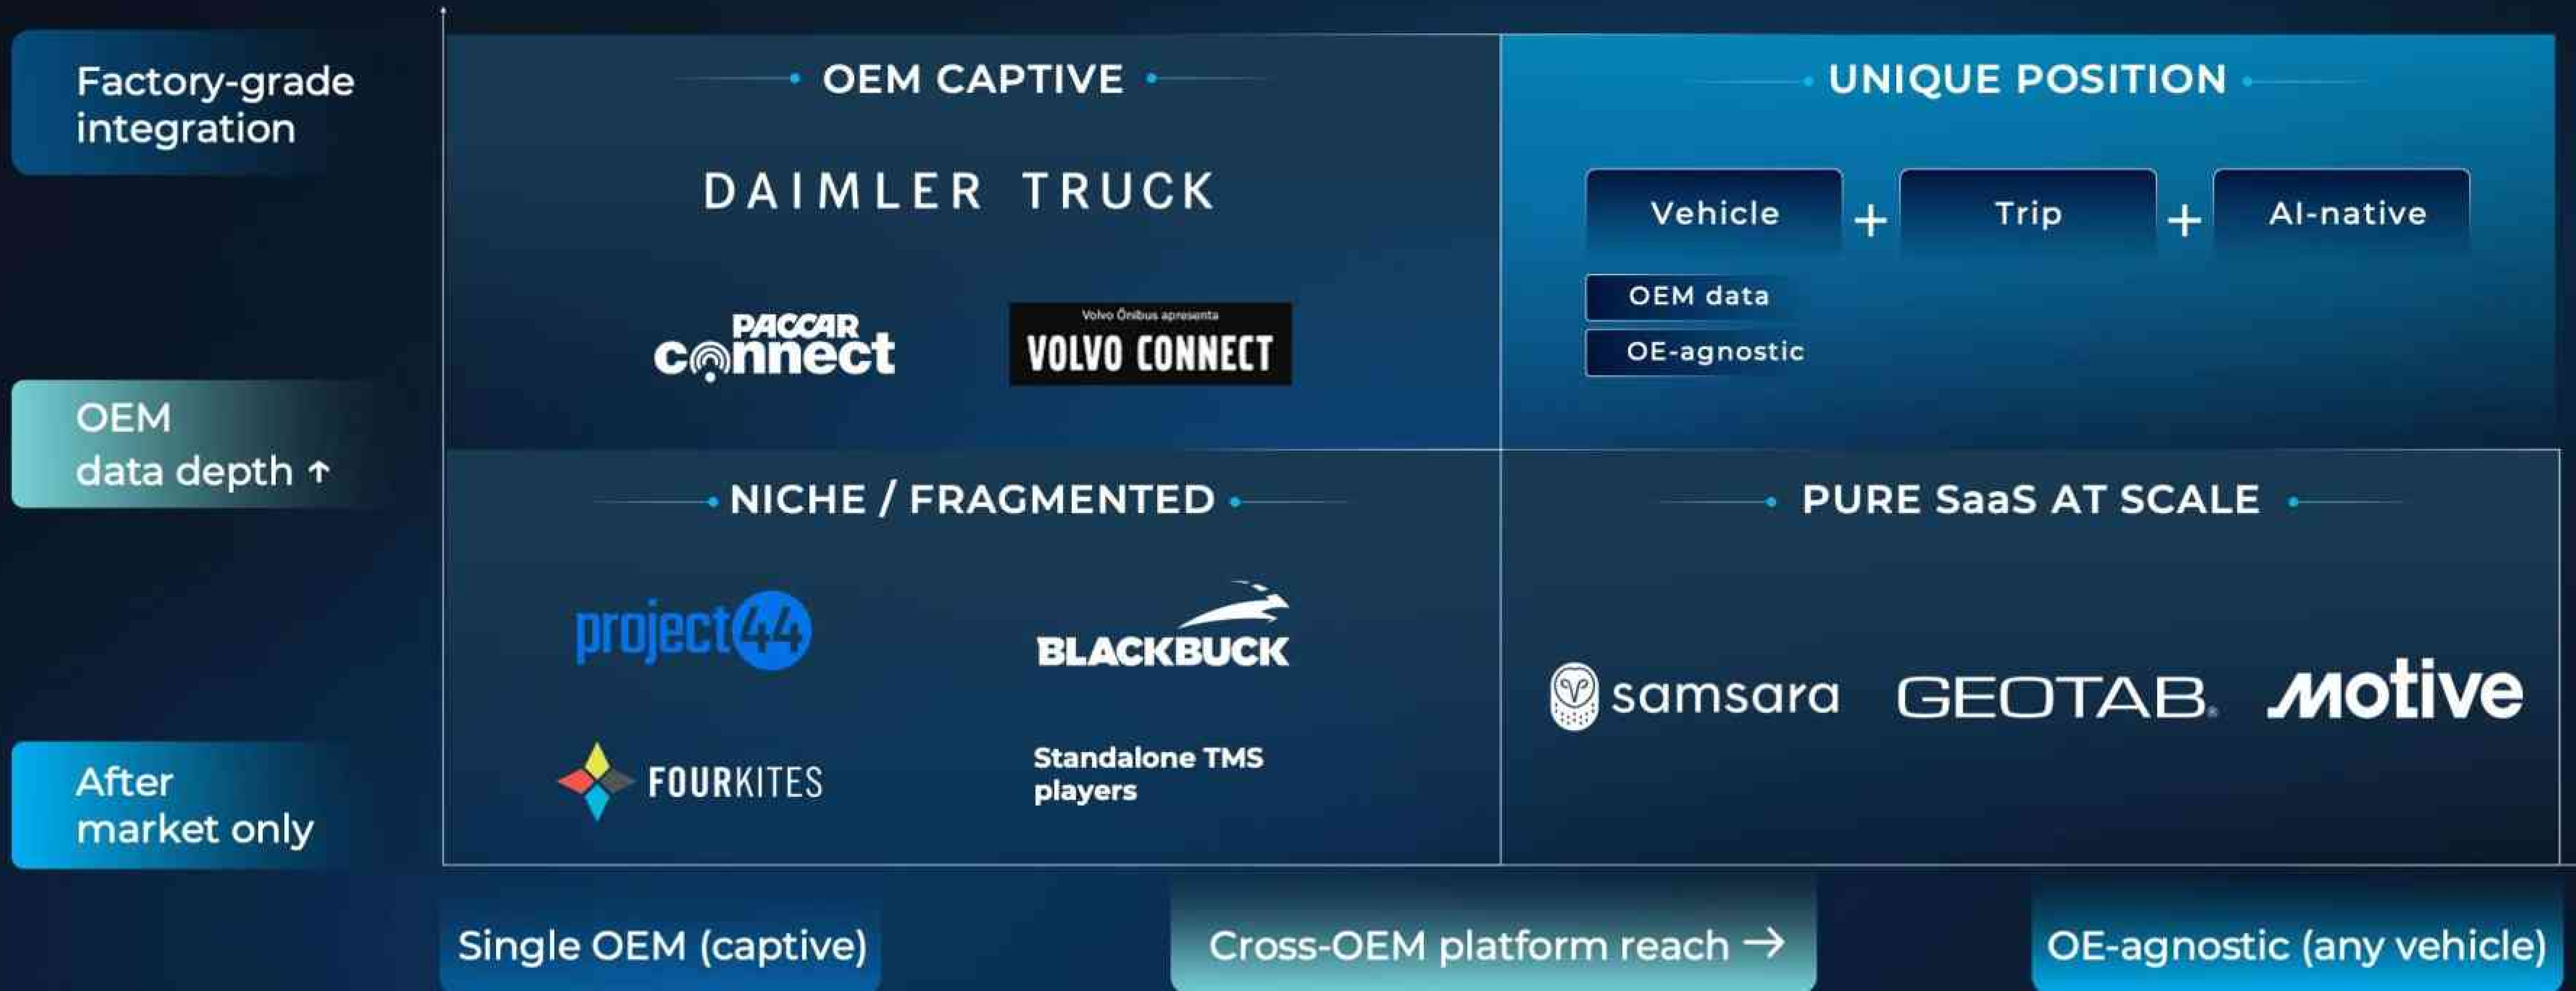 Factory-grade
integration
OEM
data depth ↑
After
market only
OEM CAPTIVE
DAIMLER TRUCK
PACCAR
connect
Volvo Ônibus apresenta
VOLVO CONNECT
UNIQUE POSITION
Vehicle + Trip + AI-native
OEM data
OE-agnostic
NICHE / FRAGMENTED
project44
BLACKBUCK
FOURKITES
Standalone TMS
players
PURE SaaS AT SCALE
samsara GEOTAB® motive
Single OEM (captive)
Cross-OEM platform reach →
OE-agnostic (any vehicle)